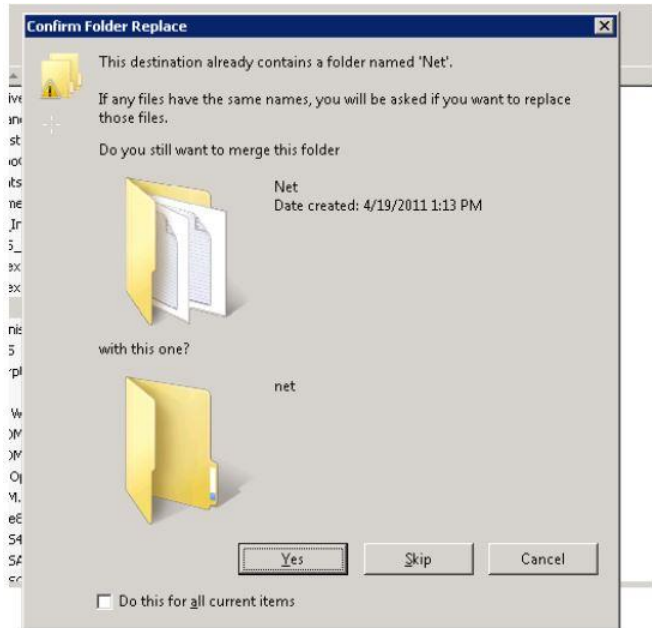 Confirm Folder Replace
This destination already contains a folder named 'Net'.
If any files have the same names, you will be asked if you want to replace
those files.
Do you still want to merge this folder
Net
Date created: 4/19/2011 1:13 PM
with this one?
net
Yes
Skip
Cancel
Do this for all current items